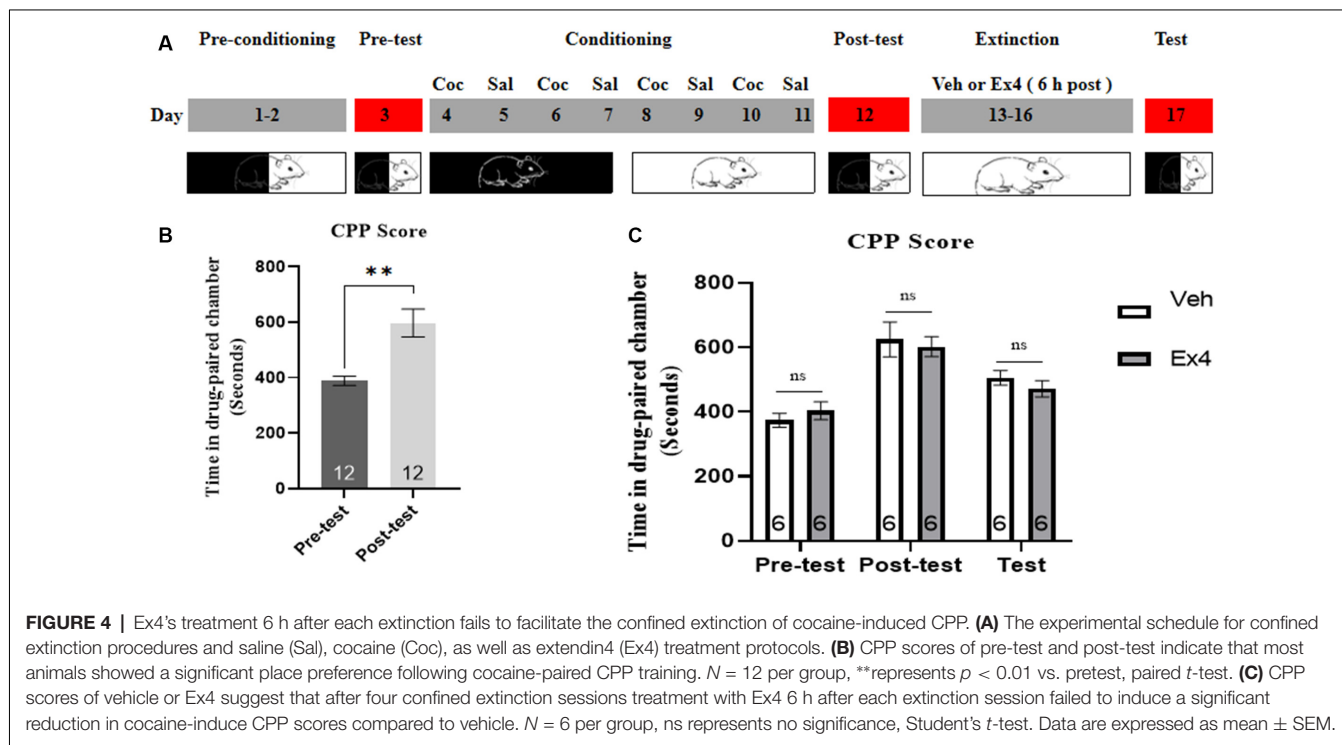 A
Pre-conditioning Pre-test Conditioning Post-test Extinction Test
Coc Sal Coc Sal Coc Sal Coc Sal Veh or Ex4 ( 6 h post )
Day 1-2 3 4 5 6 7 8 9 10 11 12 13-16 17
B
CPP Score
Time in drug-paired chamber
(Seconds)
800
600
400
200
0
**
12 12
Pre-test Post-test
C
CPP Score
Time in drug-paired chamber
(Seconds)
800
600
400
200
0
ns ns ns
6 6 6 6 6 6
Pre-test Post-test Test
Veh
Ex4
FIGURE 4 | Ex4's treatment 6 h after each extinction fails to facilitate the confined extinction of cocaine-induced CPP. (A) The experimental schedule for confined
extinction procedures and saline (Sal), cocaine (Coc), as well as extendin4 (Ex4) treatment protocols. (B) CPP scores of pre-test and post-test indicate that most
animals showed a significant place preference following cocaine-paired CPP training. N = 12 per group, **represents p < 0.01 vs. pretest, paired t-test. (C) CPP
scores of vehicle or Ex4 suggest that after four confined extinction sessions treatment with Ex4 6 h after each extinction session failed to induce a significant
reduction in cocaine-induce CPP scores compared to vehicle. N = 6 per group, ns represents no significance, Student's t-test. Data are expressed as mean ± SEM.